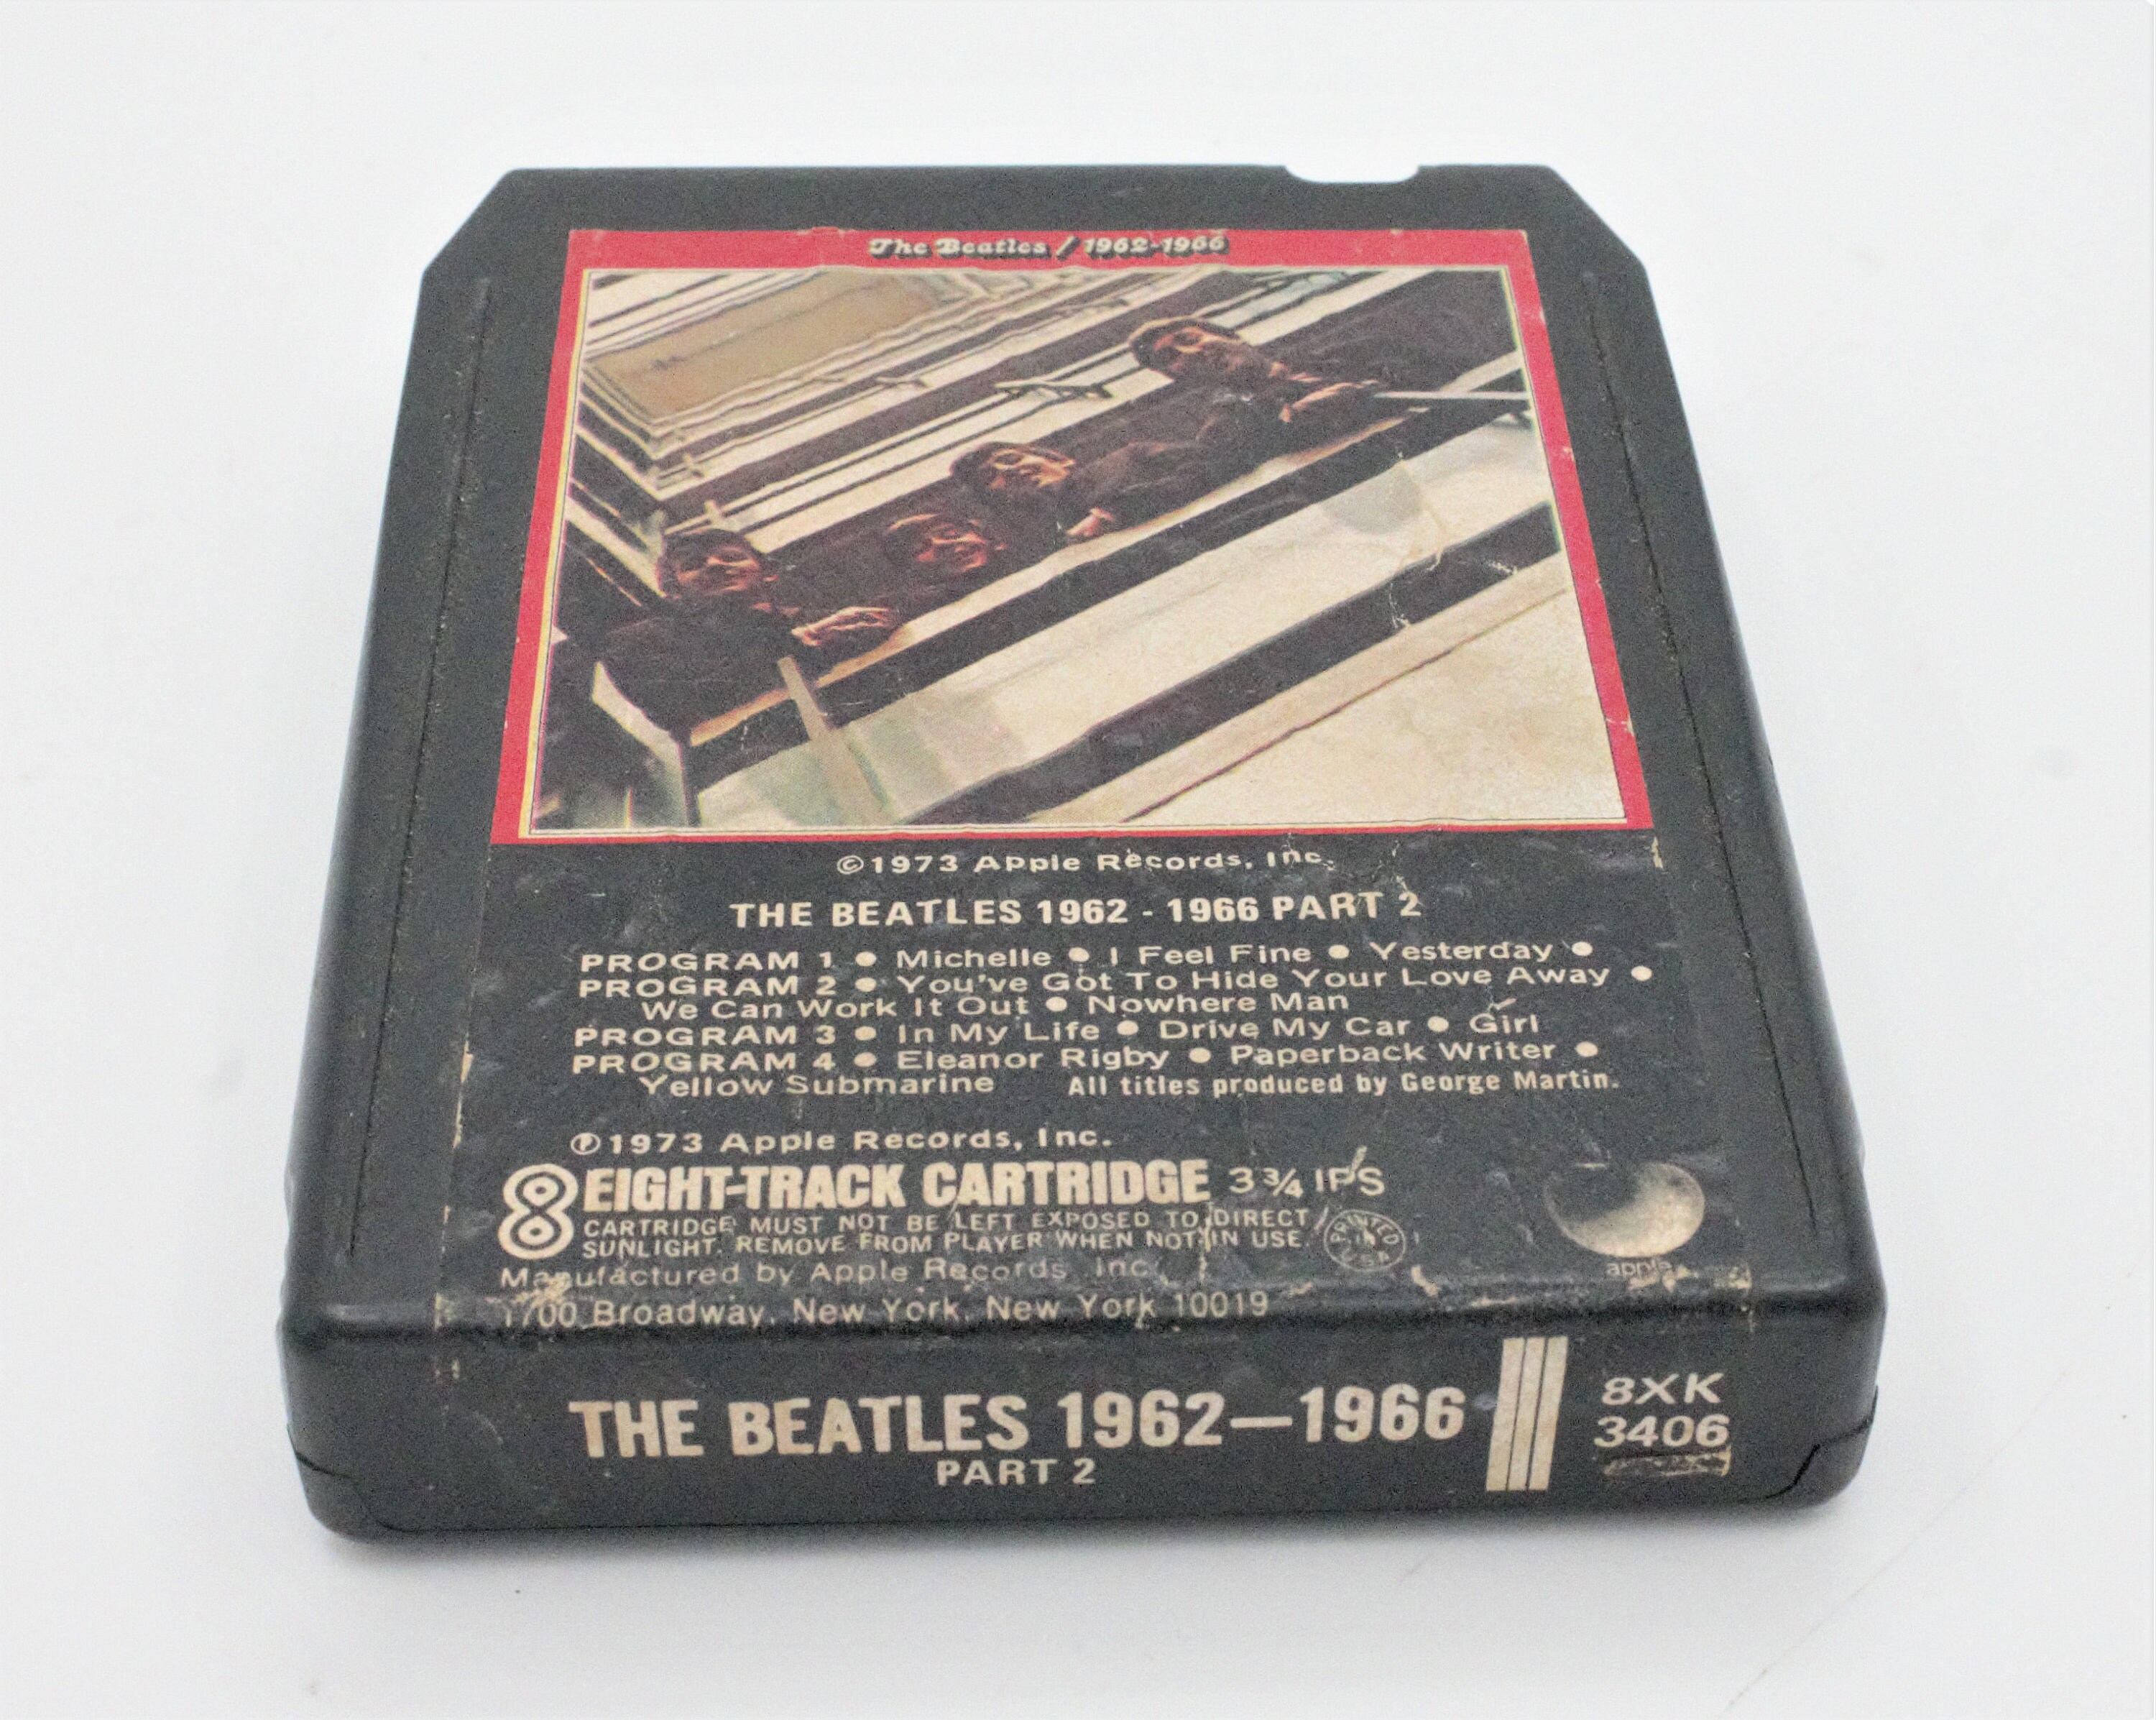 The Beatles / 1962-1966
©1973 Apple Records, Inc.
THE BEATLES 1962 - 1966 PART 2
PROGRAM 1 • Michelle • I Feel Fine • Yesterday •
PROGRAM 2 • You've Got To Hide Your Love Away •
We Can Work It Out • Nowhere Man
PROGRAM 3 • In My Life • Drive My Car • Girl
PROGRAM 4 • Eleanor Rigby • Paperback Writer •
Yellow Submarine All titles produced by George Martin.
℗1973 Apple Records, Inc.
8 EIGHT-TRACK CARTRIDGE 3¾ IPS
CARTRIDGE MUST NOT BE LEFT EXPOSED TO DIRECT
SUNLIGHT. REMOVE FROM PLAYER WHEN NOT IN USE.
PRINTED IN U.S.A.
apple
Manufactured by Apple Records, Inc.
1700 Broadway, New York, New York 10019
THE BEATLES 1962—1966
PART 2
8XK
3406